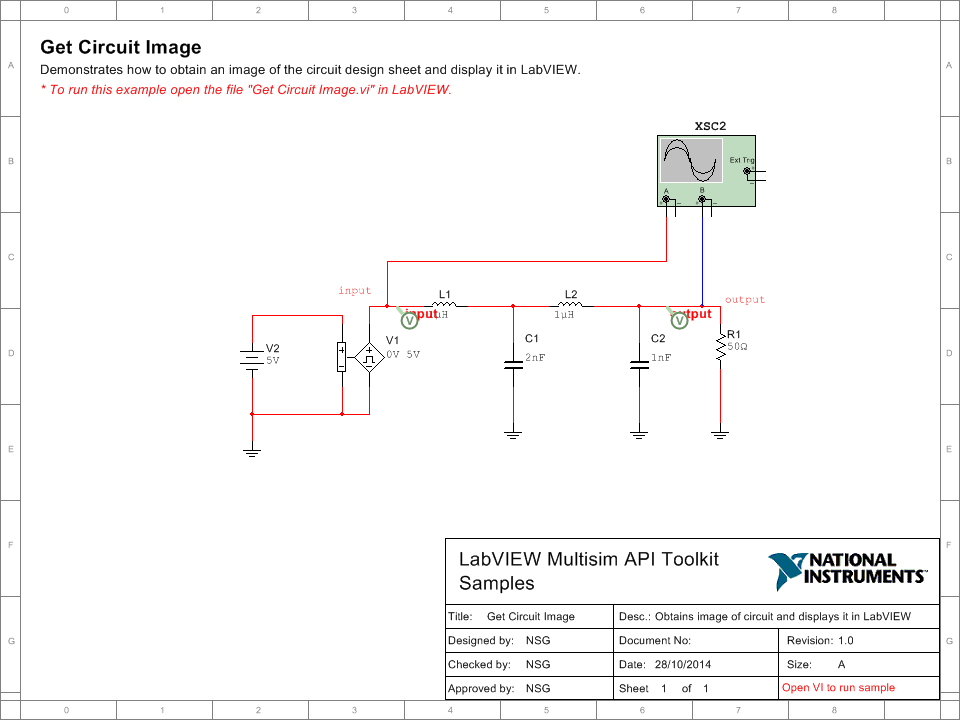 0 1 2 3 4 5 6 7 8
Get Circuit Image
Demonstrates how to obtain an image of the circuit design sheet and display it in LabVIEW.
* To run this example open the file "Get Circuit Image.vi" in LabVIEW.
A A
B B
C C
D D
E E
F F
G G
XSC2
Ext Trig
A B
input
L1
L2
output
input
V
1μH
output
V
V2
5V
V1
0V 5V
C1
2nF
C2
1nF
R1
50Ω
LabVIEW Multisim API Toolkit
Samples
NATIONAL
INSTRUMENTS™
Title: Get Circuit Image
Desc.: Obtains image of circuit and displays it in LabVIEW
Designed by: NSG
Document No:
Revision: 1.0
Checked by: NSG
Date: 28/10/2014
Size: A
Approved by: NSG
Sheet 1 of 1
Open VI to run sample
0 1 2 3 4 5 6 7 8